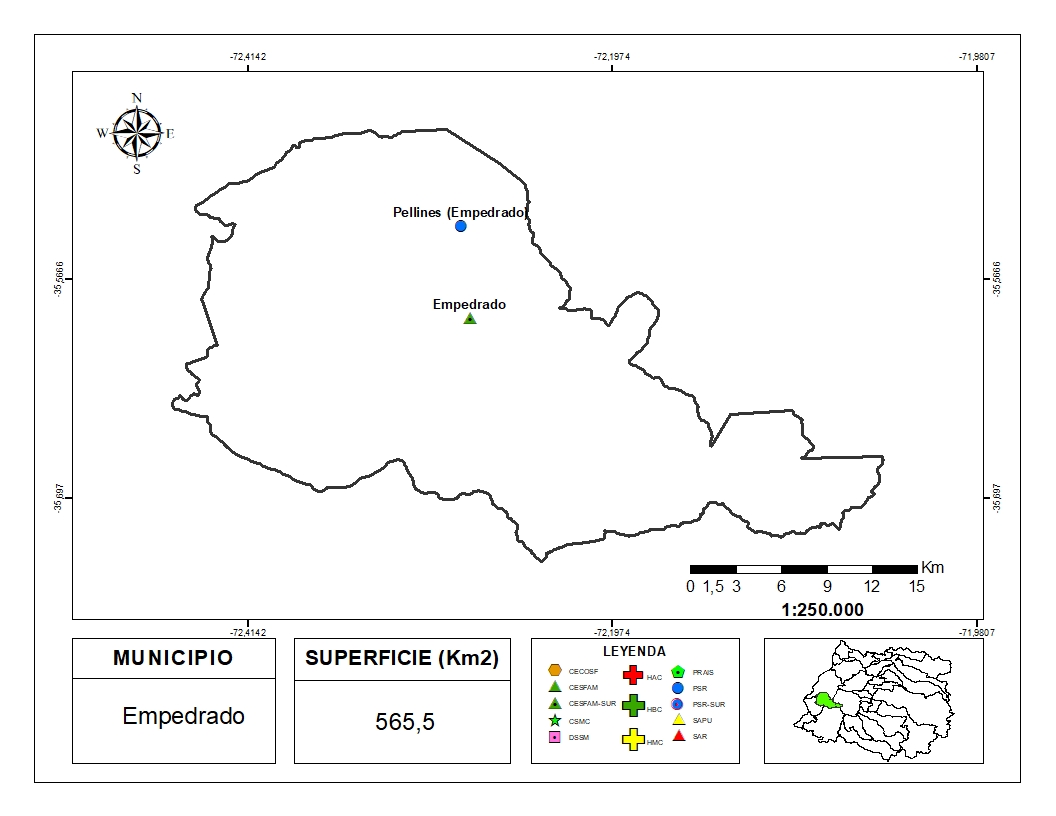 -72,4142 -72,1974 -71,9807
N
W E
S
Pellines (Empedrado)
-35,5666 -35,5666
Empedrado
-35,697 -35,697
Km
0 1,5 3 6 9 12 15
1:250.000
-72,4142 -72,1974 -71,9807
MUNICIPIO
Empedrado
SUPERFICIE (Km2)
565,5
LEYENDA
CECOSF
CESFAM
CESFAM-SUR
CSMC
DSSM
HAC
HBC
HMC
PRAIS
PSR
PSR-SUR
SAPU
SAR